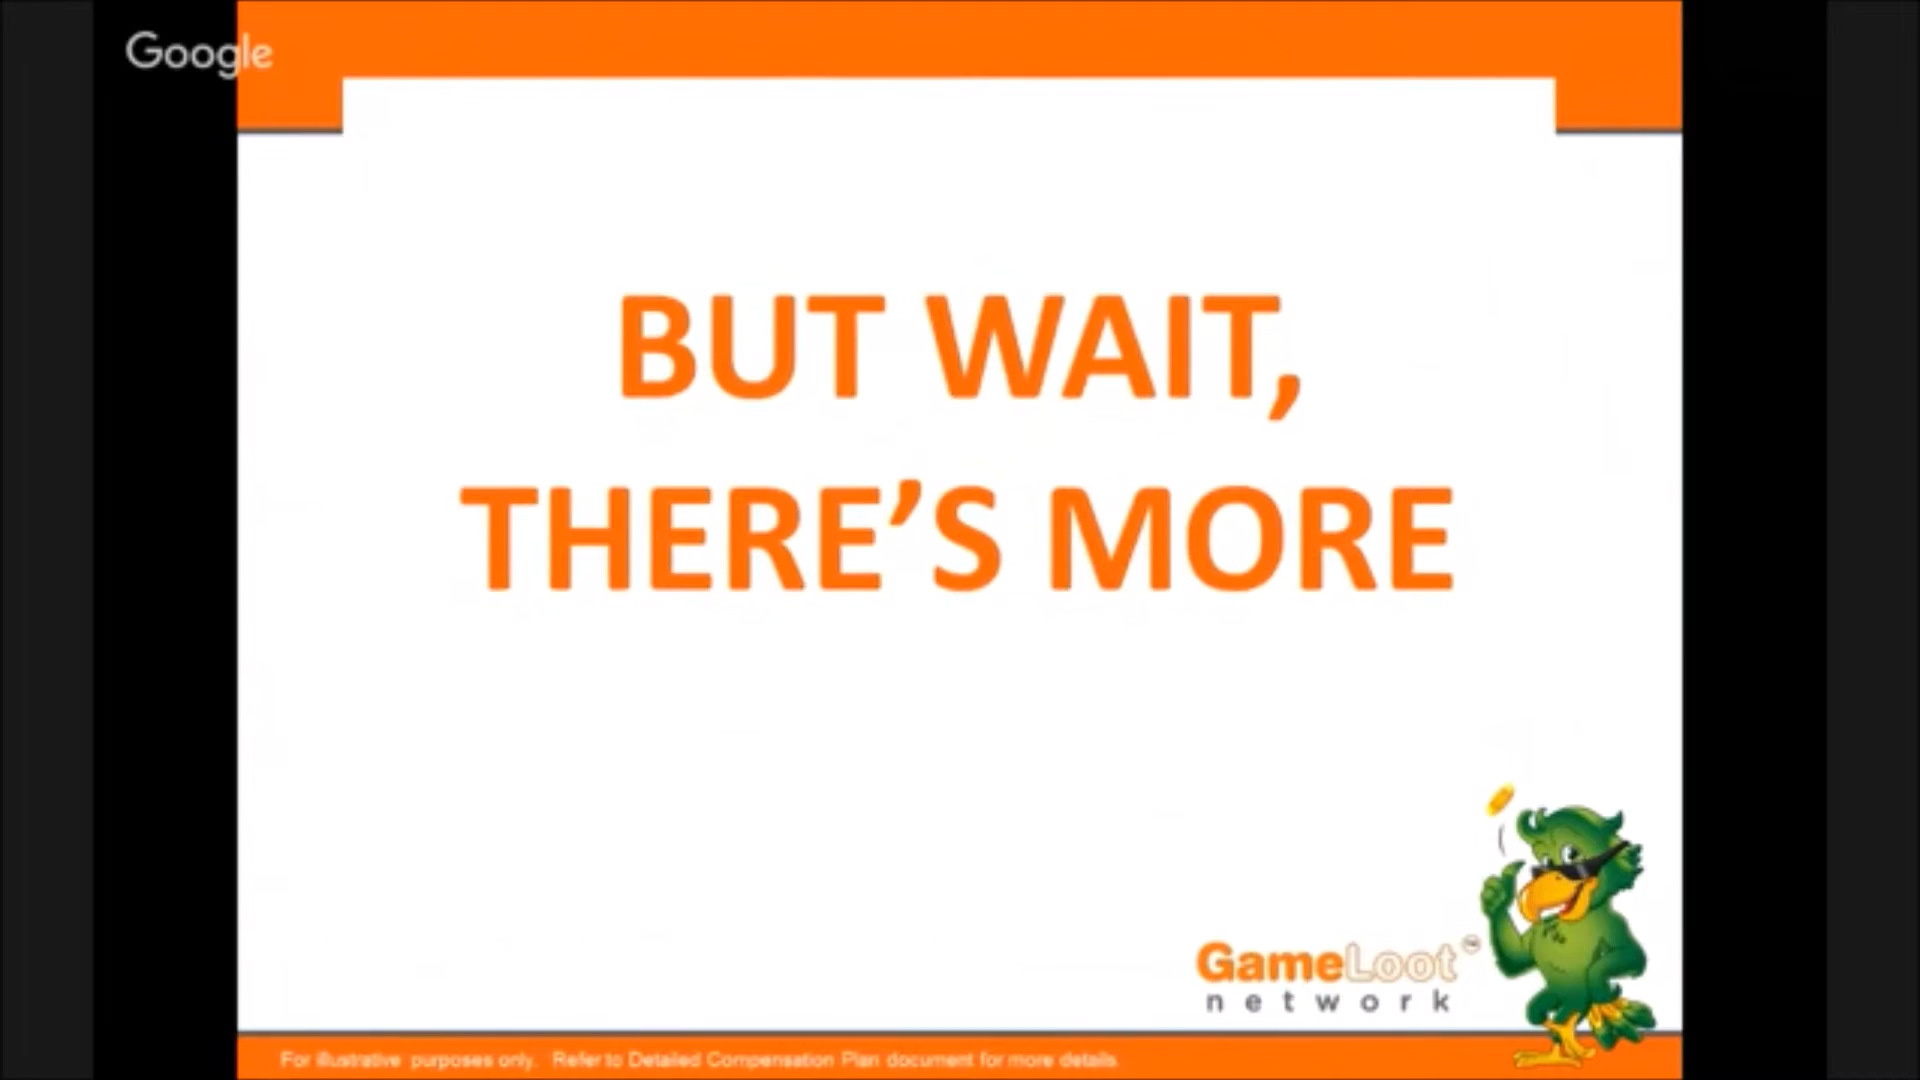 Google
BUT WAIT,
THERE’S MORE
GameLoot™
network
For illustrative purposes only. Refer to Detailed Compensation Plan document for more details.